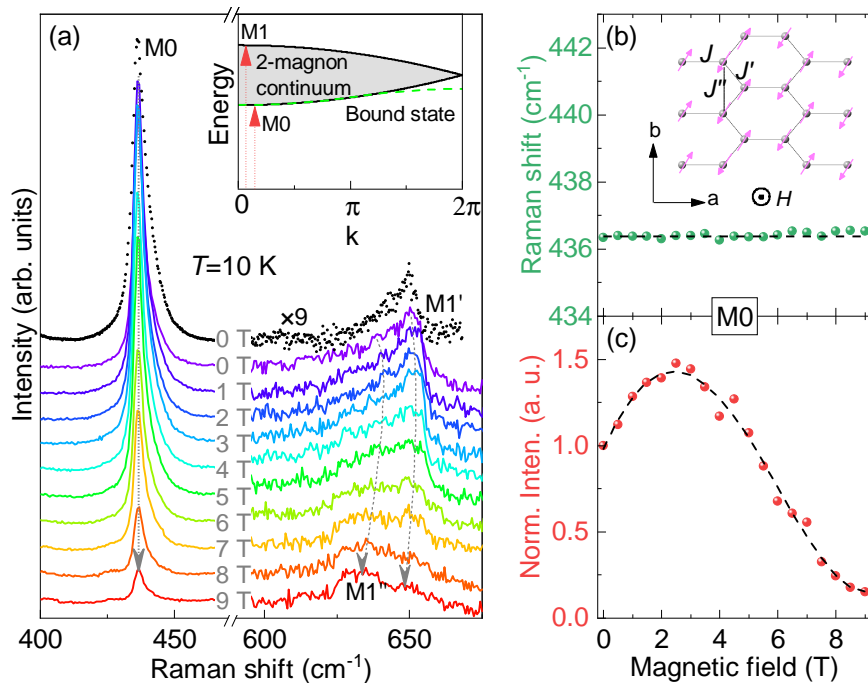 (a)
M0
M1
2-magnon
continuum
M0
Bound state
Energy
0
π
2π
k
T=10 K
×9
M1'
0 T
0 T
1 T
2 T
3 T
4 T
5 T
6 T
7 T
8 T
9 T
M1"
Intensity (arb. units)
400
450
600
650
Raman shift (cm-1)
(b)
442
440
438
436
434
Raman shift (cm-1)
J
J'
J"
b
a
H
M0
(c)
1.5
1.0
0.5
0.0
Norm. Inten. (a. u.)
0
2
4
6
8
Magnetic field (T)